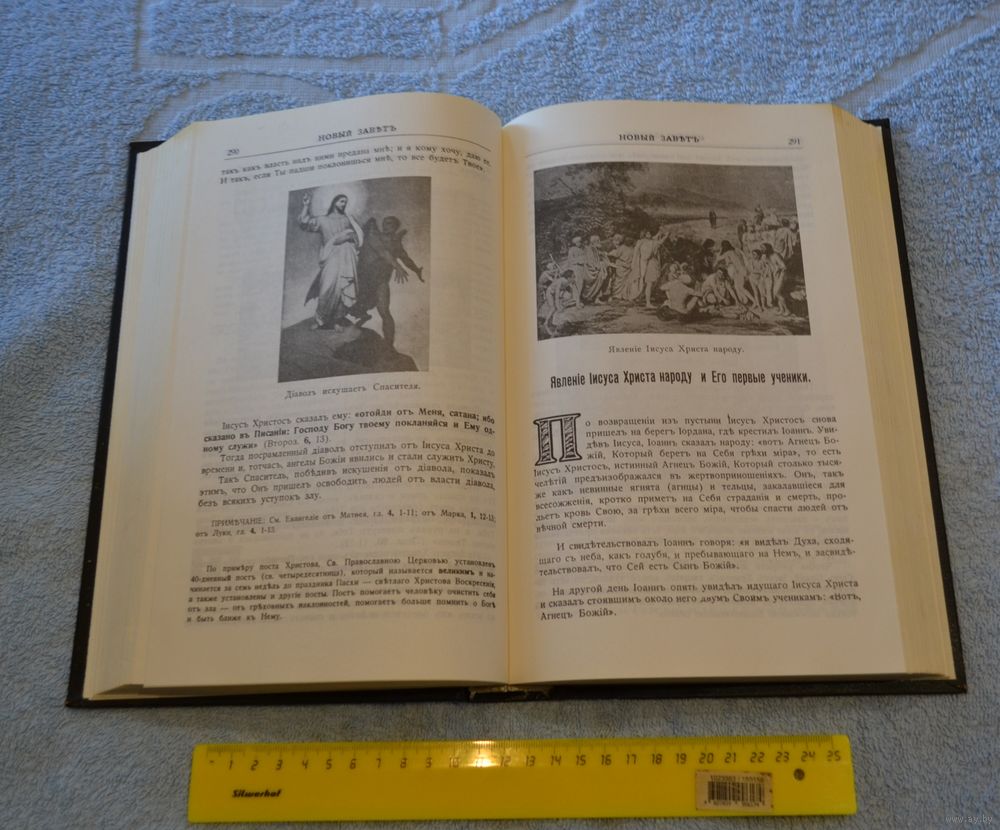 290
НОВЫЙ ЗАВѢТЪ
такъ какъ власть надъ ними предана мнѣ; и я кому хочу, даю ее.
И такъ, если Ты падши поклонишься мнѣ, то все будетъ Твое».
Діаволъ искушаетъ Спасителя.
Іисусъ Христосъ сказалъ ему: «отойди отъ Меня, сатана; ибо
сказано въ Писаніи: Господу Богу твоему покланяйся и Ему од-
ному служи» (Второз. 6, 13).
Тогда посрамленный діаволъ отступилъ отъ Іисуса Христа до
времени и, тотчасъ, ангелы Божіи явились и стали служить Христу.
Такъ Спаситель, побѣдивъ искушенія отъ діавола, показалъ
этимъ, что Онъ пришелъ освободить людей отъ власти діавола,
безъ всякихъ уступокъ злу.
ПРИМѢЧАНІЕ: См. Евангеліе отъ Матвея, гл. 4, 1-11; отъ Марка, 1, 12-13;
отъ Луки, гл. 4, 1-13.
По примѣру поста Христова, Св. Православною Церковью установленъ
40-дневный постъ (св. четыредесятница), который называется великимъ и на-
чинается за семь недѣль до праздника Пасхи — свѣтлаго Христова Воскресенія,
а также установлены и другіе посты. Постъ помогаетъ человѣку очистить себя
отъ зла — отъ грѣховныхъ наклонностей, помогаетъ больше помнить о Богѣ
и быть ближе къ Нему.
НОВЫЙ ЗАВѢТЪ
291
Явленіе Іисуса Христа народу.
Явленіе Іисуса Христа народу и Его первые ученики.
По возвращеніи изъ пустыни Іисусъ Христосъ снова
пришелъ на берегъ Іордана, гдѣ крестилъ Іоаннъ. Уви-
дѣвъ Іисуса, Іоаннъ сказалъ народу: «вотъ Агнецъ Бо-
жій, Который беретъ на Себя грѣхи міра», то есть
Іисусъ Христосъ, истинный Агнецъ Божій, Который столько тыся-
челѣтій предъизображался въ жертвоприношеніяхъ. Онъ, такъ
же какъ невинные ягнята (агнцы) и тельцы, закалавшіеся для
всесожженія, кротко приметъ на Себя страданія и смерть, про-
льетъ кровь Свою, за грѣхи всего міра, чтобы спасти людей отъ
вѣчной смерти.
И свидѣтельствовалъ Іоаннъ говоря: «я видѣлъ Духа, сходя-
щаго съ неба, какъ голубя, и пребывающаго на Немъ, и засвидѣ-
тельствовалъ, что Сей есть Сынъ Божій».
На другой день Іоаннъ опять увидѣлъ идущаго Іисуса Христа
и сказалъ стоявшимъ около него двумъ Своимъ ученикамъ: «Вотъ,
Агнецъ Божій».
1 2 3 4 5 6 7 8 9 10 11 12 13 14 15 16 17 18 19 20 21 22 23 24 25
Silwerhof
www.ay.by